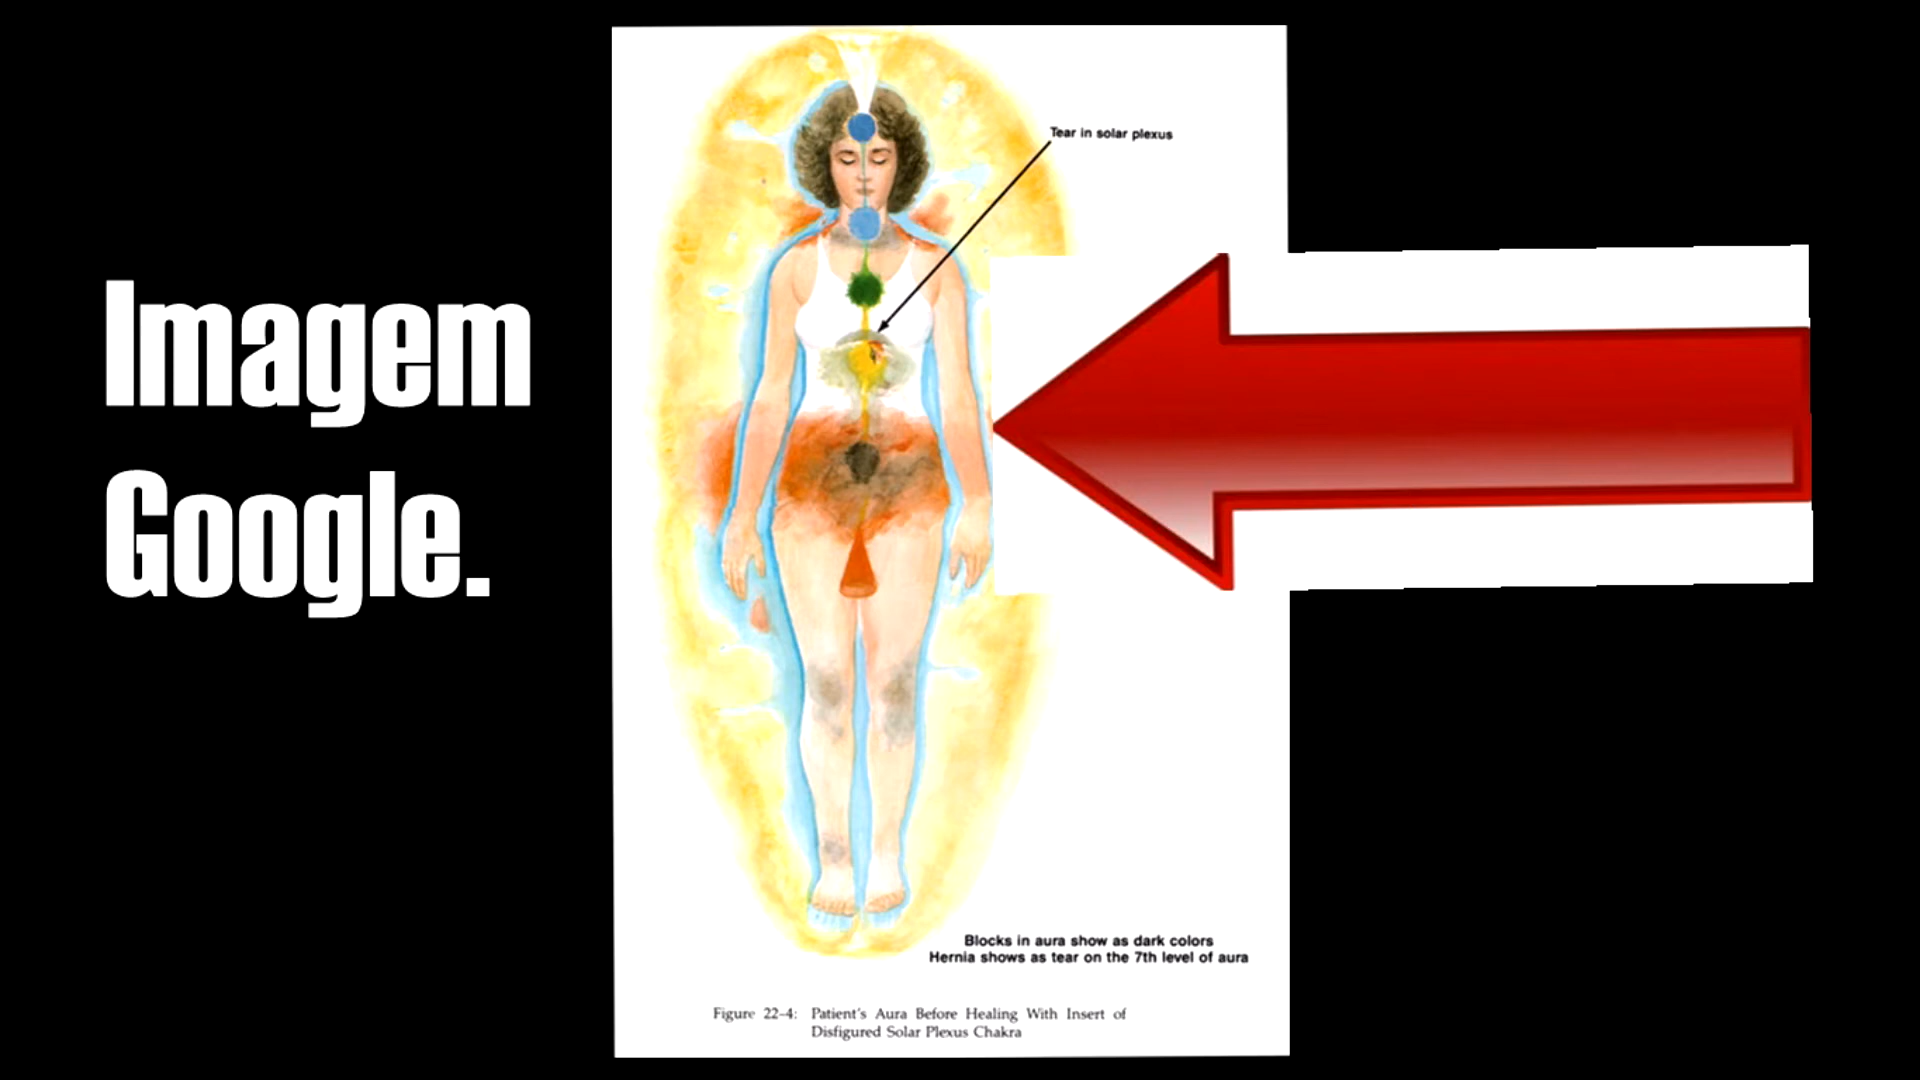 Imagem
Google.
Tear in solar plexus
Blocks in aura show as dark colors
Hernia shows as tear on the 7th level of aura
Figure 22-4: Patient's Aura Before Healing With Insert of
Disfigured Solar Plexus Chakra